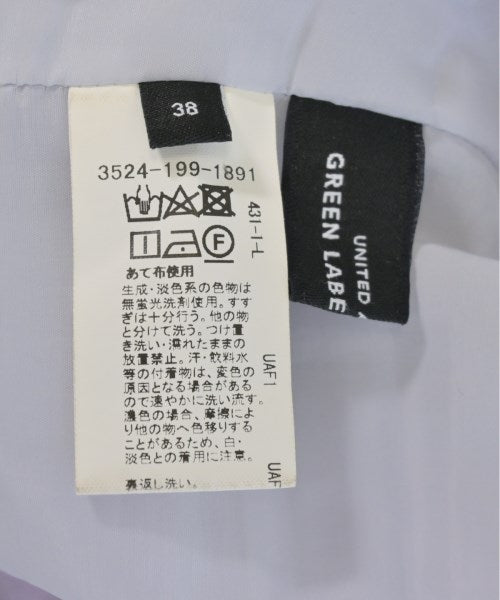 38
3524-199-1891
431-1-L
F
あて布使用
生成・淡色系の色物は
無蛍光洗剤使用。すす
ぎは十分行う。他の物
と分けて洗う。つけ置
き洗い・濡れたままの
放置禁止。汗・飲料水
等の付着物は、変色の
原因となる場合がある
ので速やかに洗い流す。
濃色の場合、摩擦によ
り他の物へ色移りする
ことがあるため、白・
淡色との着用に注意。
裏返し洗い。
UAF1
UAF
UNITED
GREEN LABE